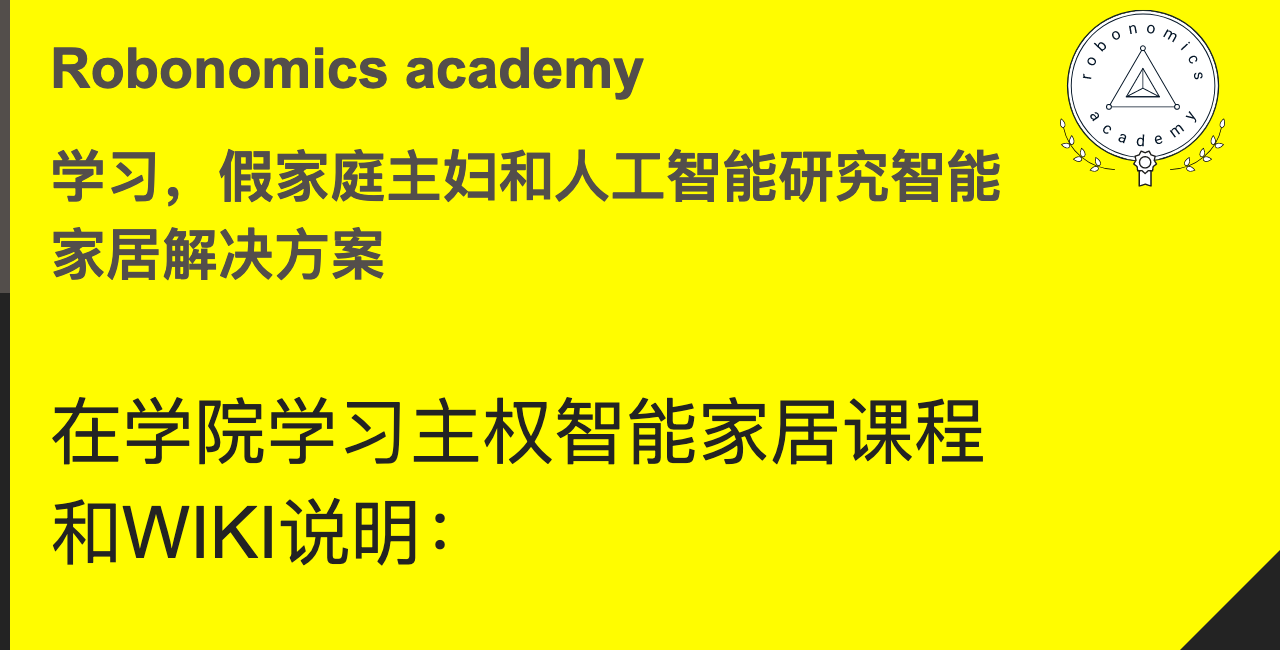 Robonomics academy
学习，假家庭主妇和人工智能研究智能
家居解决方案
在学院学习主权智能家居课程
和WIKI说明：
robonomics
academy